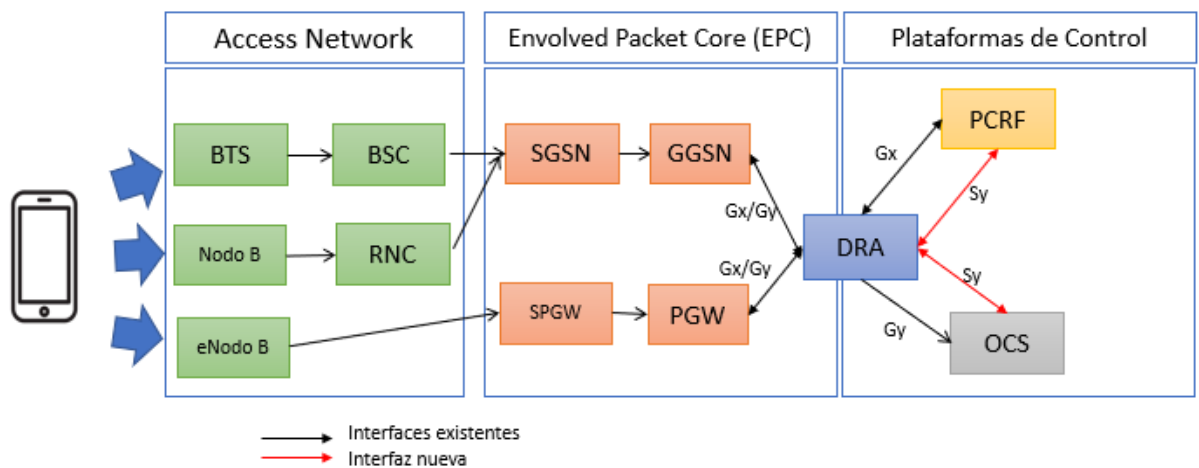 Access Network
Envolved Packet Core (EPC)
Plataformas de Control
BTS
BSC
SGSN
GGSN
PCRF
Gx
Sy
Gx/Gy
Nodo B
RNC
DRA
Gx/Gy
Sy
SPGW
PGW
Gy
eNodo B
OCS
Interfaces existentes
Interfaz nueva